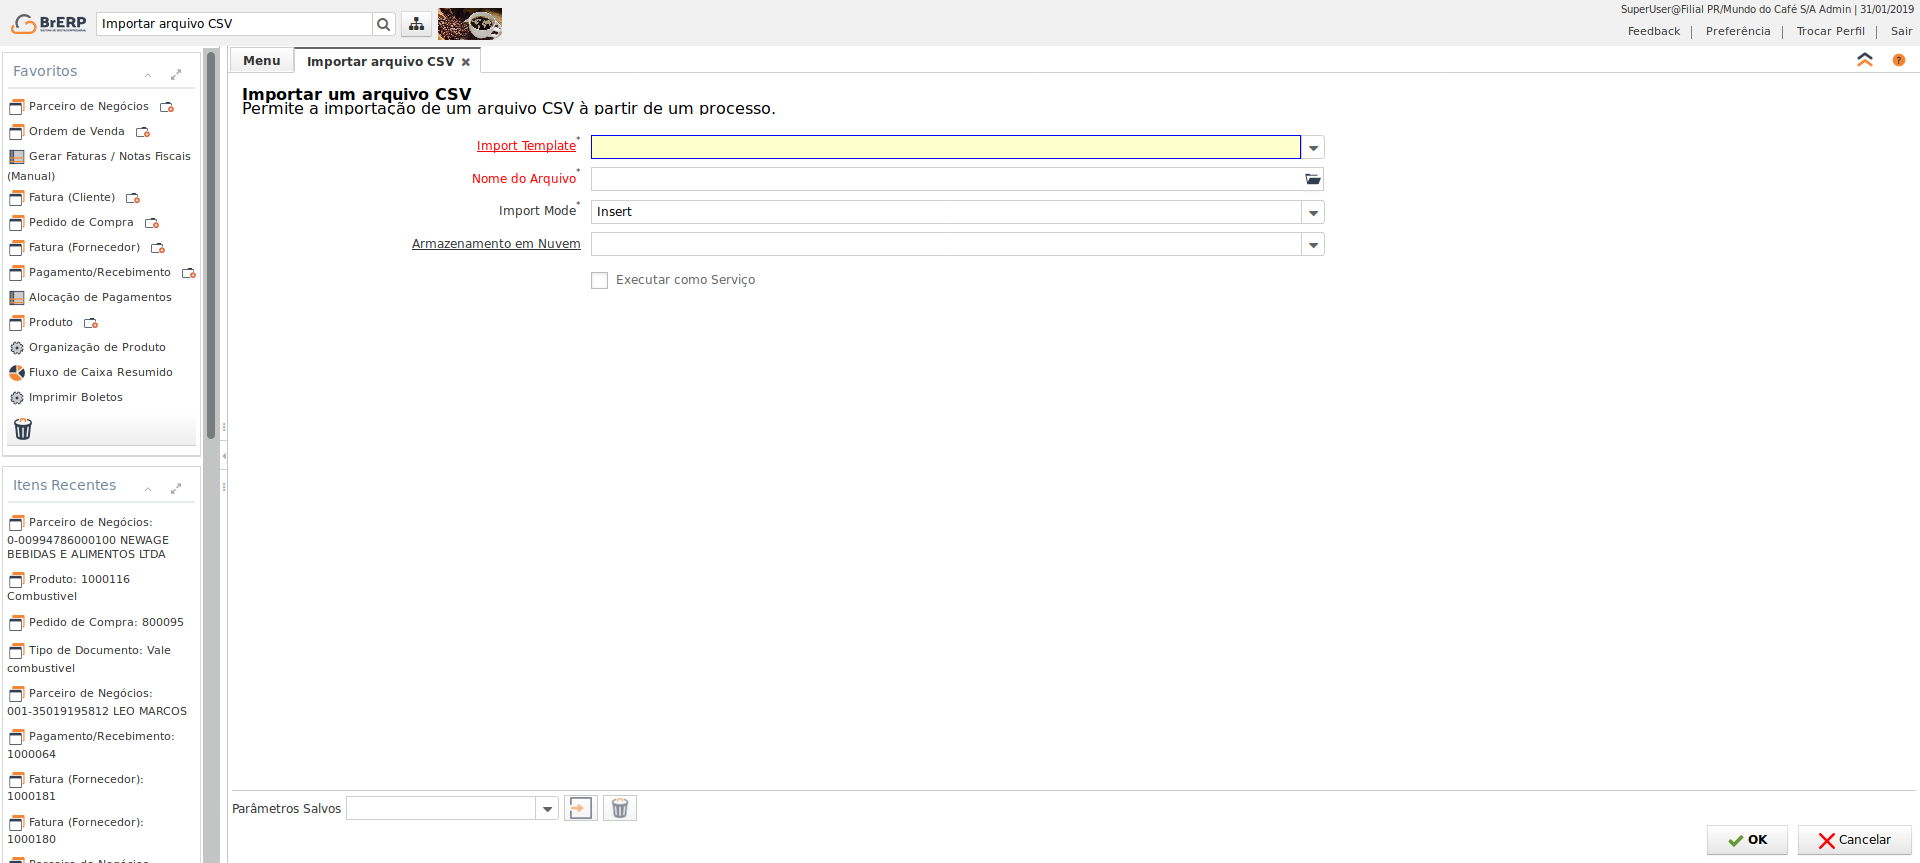 BrERP
Importar arquivo CSV
SuperUser@Filial PR/Mundo do Café S/A Admin | 31/01/2019
Feedback | Preferência | Trocar Perfil | Sair
Favoritos
Parceiro de Negócios
Ordem de Venda
Gerar Faturas / Notas Fiscais
(Manual)
Fatura (Cliente)
Pedido de Compra
Fatura (Fornecedor)
Pagamento/Recebimento
Alocação de Pagamentos
Produto
Organização de Produto
Fluxo de Caixa Resumido
Imprimir Boletos
Itens Recentes
Parceiro de Negócios:
0-00994786000100 NEWAGE
BEBIDAS E ALIMENTOS LTDA
Produto: 1000116
Combustivel
Pedido de Compra: 800095
Tipo de Documento: Vale
combustivel
Parceiro de Negócios:
001-35019195812 LEO MARCOS
Pagamento/Recebimento:
1000064
Fatura (Fornecedor):
1000181
Fatura (Fornecedor):
1000180
Parceiro de Negócios
Menu
Importar arquivo CSV
Importar um arquivo CSV
Permite a importação de um arquivo CSV à partir de um processo.
Import Template*
Nome do Arquivo*
Import Mode* Insert
Armazenamento em Nuvem
Executar como Serviço
Parâmetros Salvos
OK
Cancelar